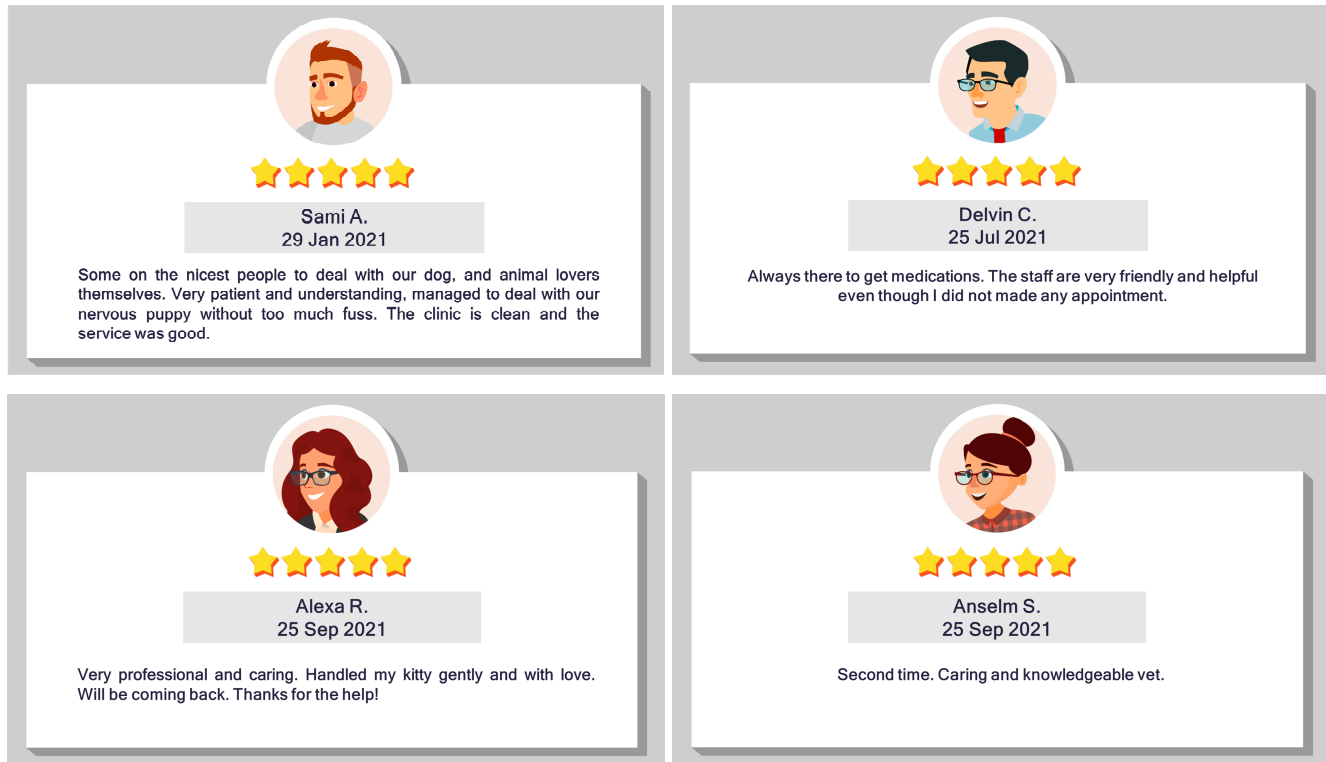 Sami A.
29 Jan 2021
Some on the nicest people to deal with our dog, and animal lovers
themselves. Very patient and understanding, managed to deal with our
nervous puppy without too much fuss. The clinic is clean and the
service was good.
Delvin C.
25 Jul 2021
Always there to get medications. The staff are very friendly and helpful
even though I did not made any appointment.
Alexa R.
25 Sep 2021
Very professional and caring. Handled my kitty gently and with love.
Will be coming back. Thanks for the help!
Anselm S.
25 Sep 2021
Second time. Caring and knowledgeable vet.